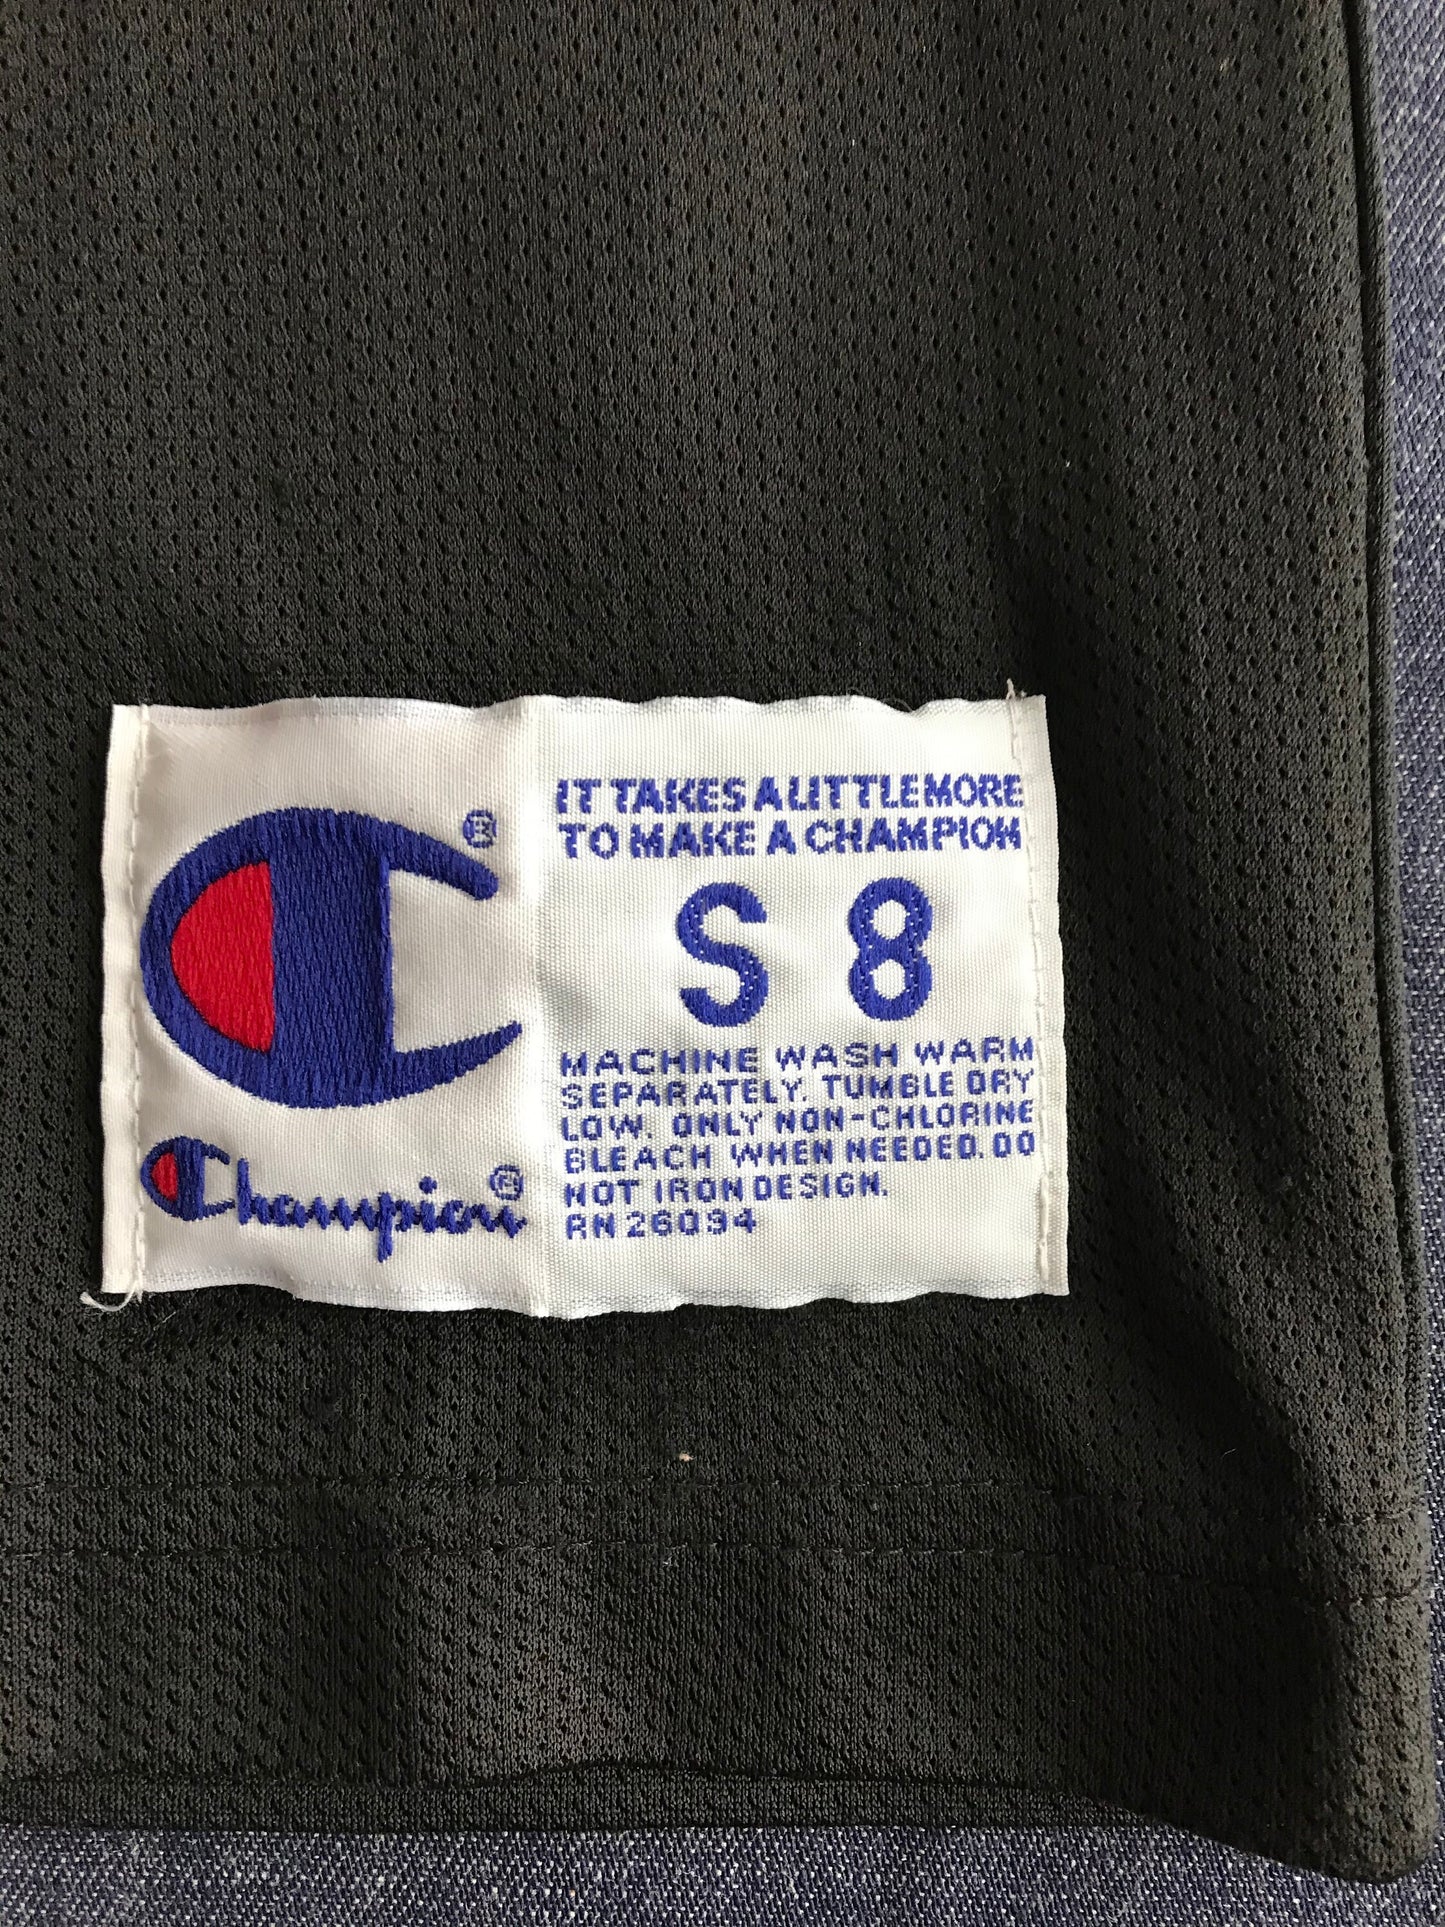 ®
Champion®
IT TAKES A LITTLE MORE
TO MAKE A CHAMPION
S 8
MACHINE WASH WARM
SEPARATELY. TUMBLE DRY
LOW. ONLY NON-CHLORINE
BLEACH WHEN NEEDED. DO
NOT IRON DESIGN.
RN 26094